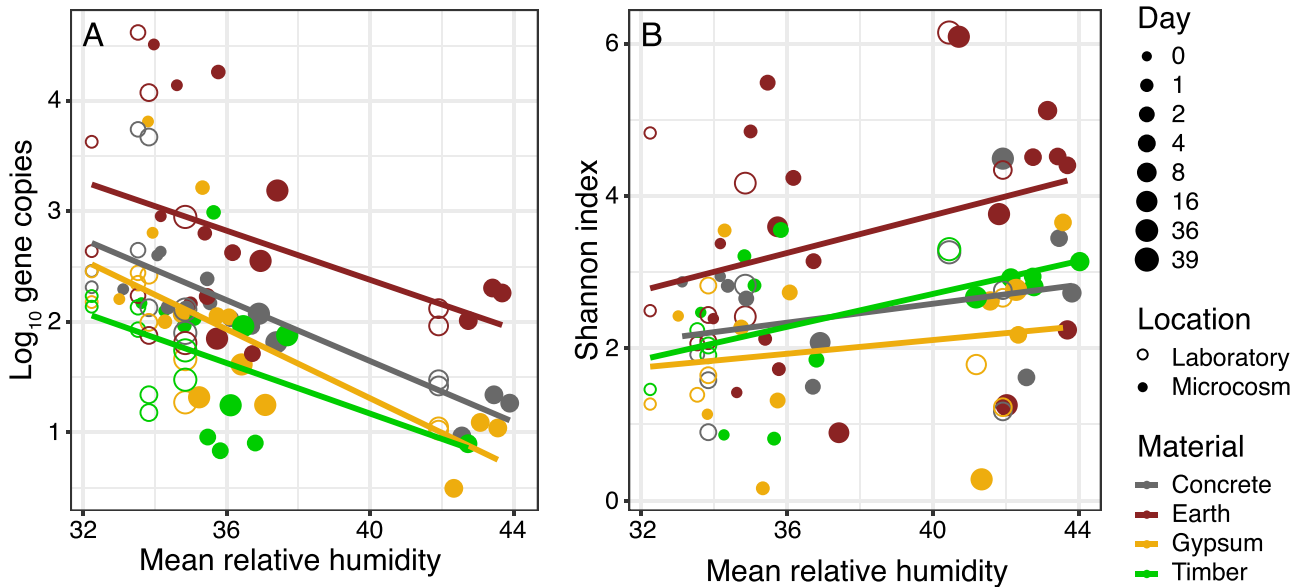 A
4
3
2
1
Log10 gene copies
32
36
40
44
Mean relative humidity
B
6
4
2
0
Shannon index
32
36
40
44
Mean relative humidity
Day
0
1
2
4
8
16
36
39
Location
Laboratory
Microcosm
Material
Concrete
Earth
Gypsum
Timber